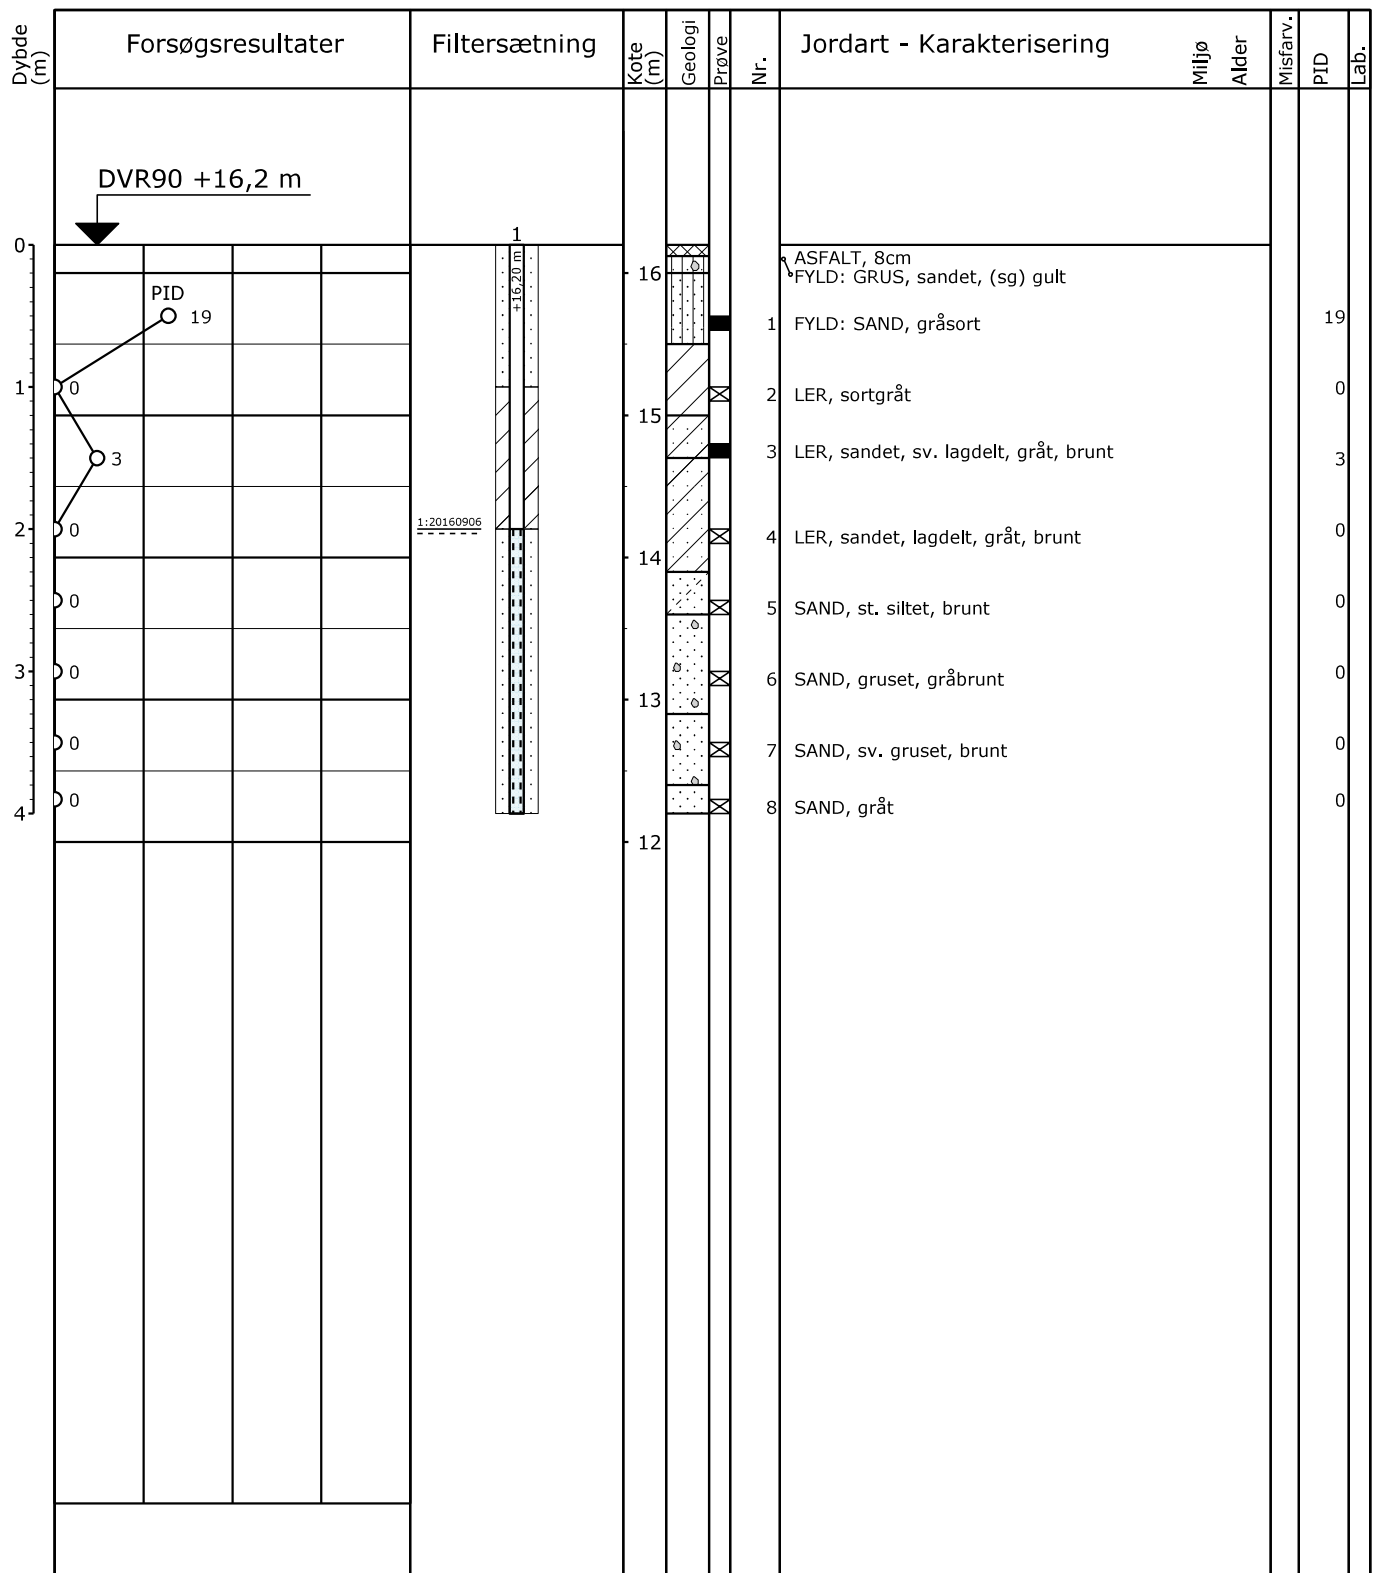 Dybde (m) Forsøgsresultater Filtersætning Kote (m) Geologi Prøve Nr. Jordart - Karakterisering Miljø Alder Misfarv. PID Lab.
DVR90 +16,2 m
0 1
+16,20 m
ASFALT, 8cm
16 FYLD: GRUS, sandet, (sg) gult
PID
19 1 FYLD: SAND, gråsort 19
1 0 2 LER, sortgråt 0
15
3 3 LER, sandet, sv. lagdelt, gråt, brunt 3
1:20160906
2 0 4 LER, sandet, lagdelt, gråt, brunt 0
14
0 5 SAND, st. siltet, brunt 0
3 0 6 SAND, gruset, gråbrunt 0
13
0 7 SAND, sv. gruset, brunt 0
0 8 SAND, gråt 0
4
12